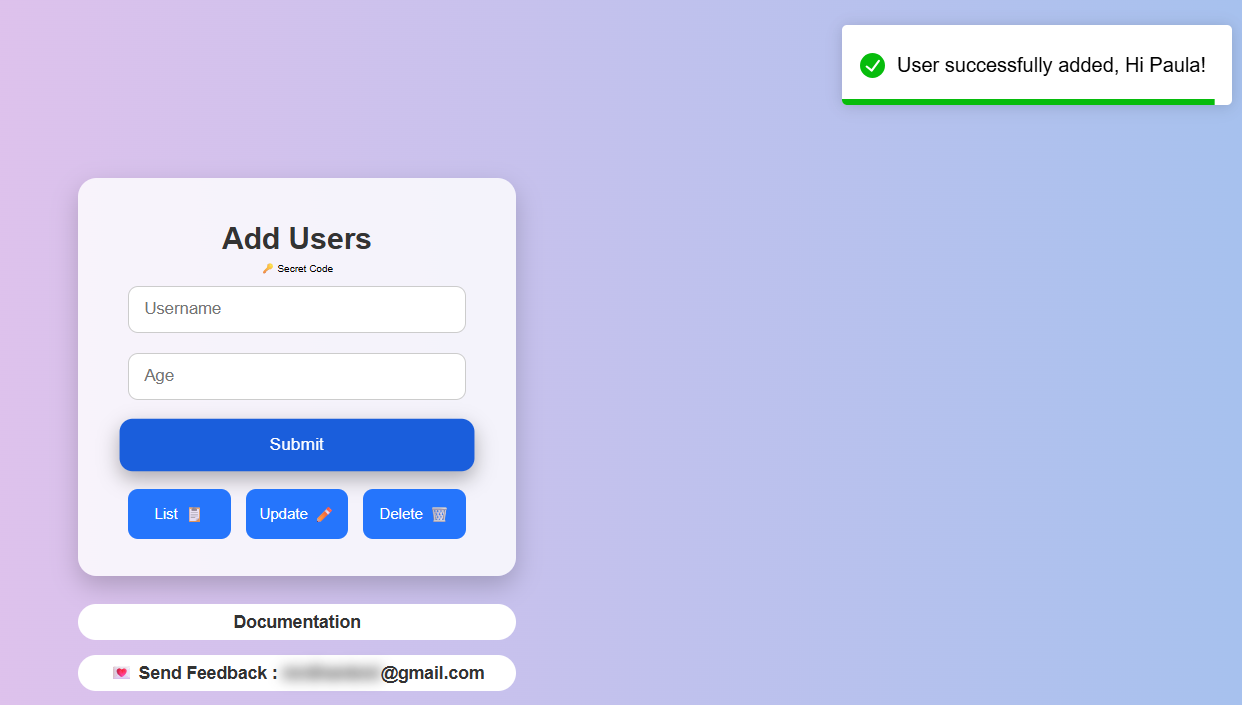 User successfully added, Hi Paula!
Add Users
🔑 Secret Code
Username
Age
Submit
List
Update
Delete
Documentation
Send Feedback : @gmail.com